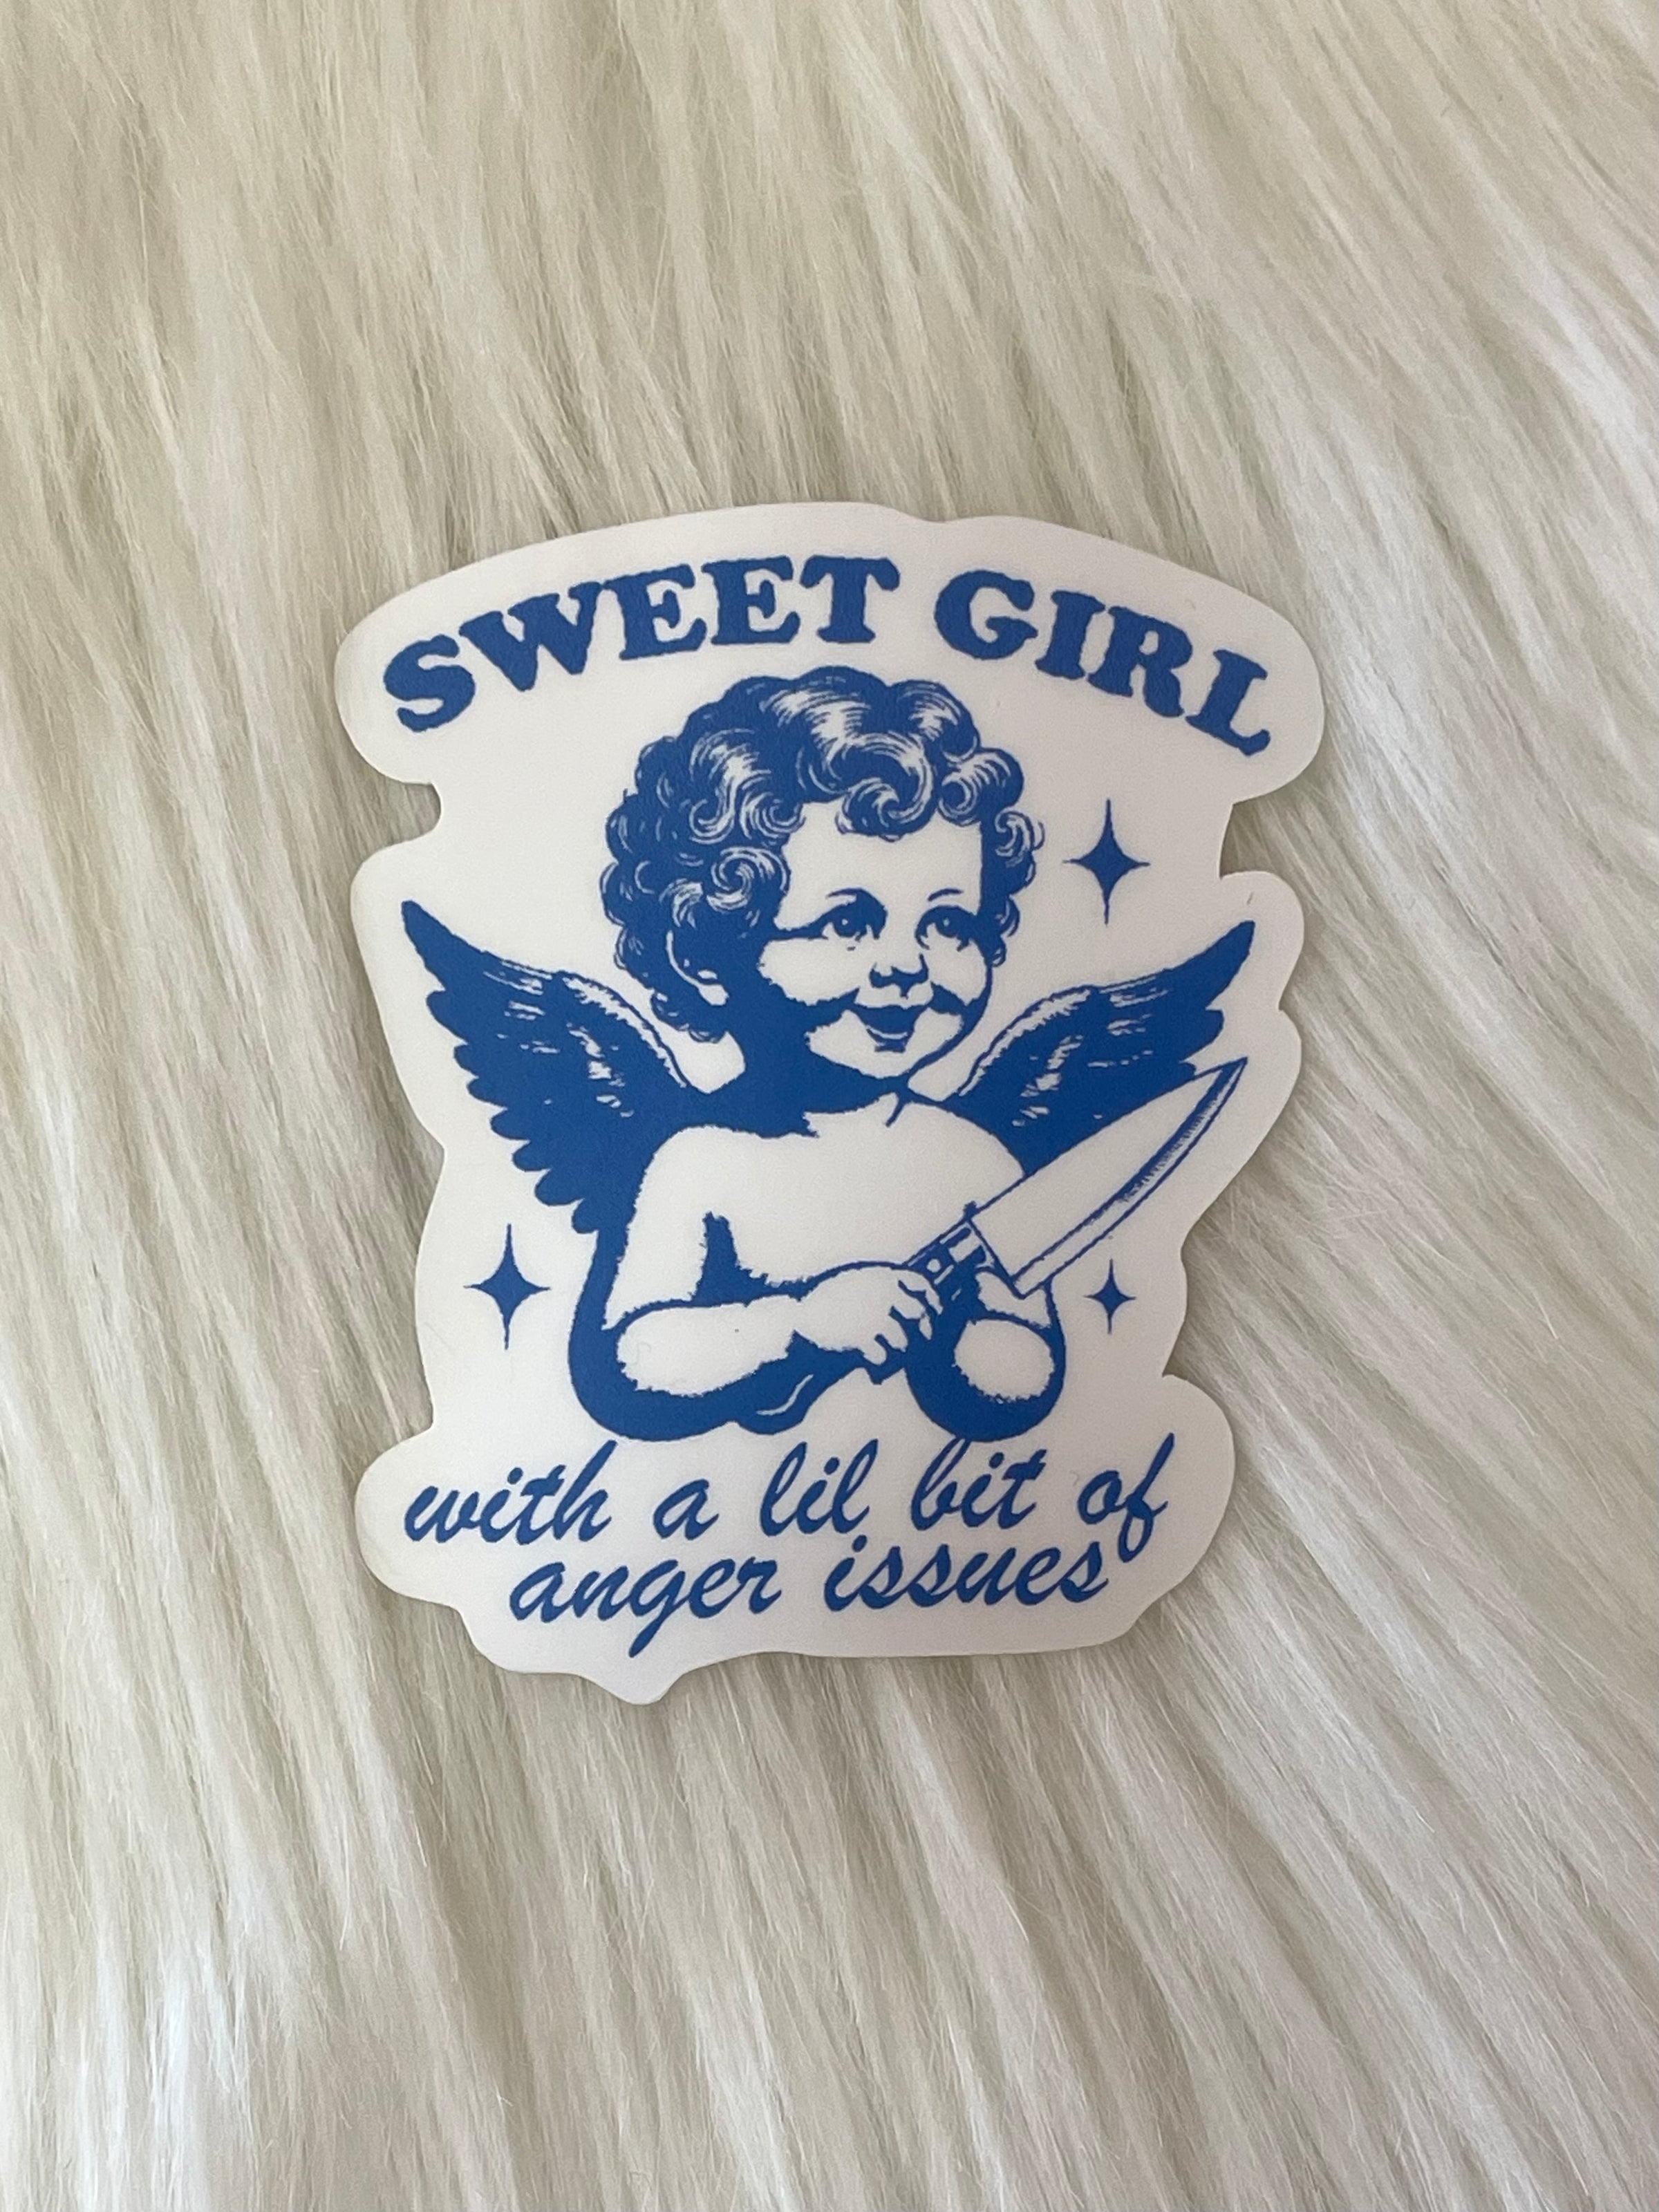 SWEET GIRL
with a lil bit of
anger issues